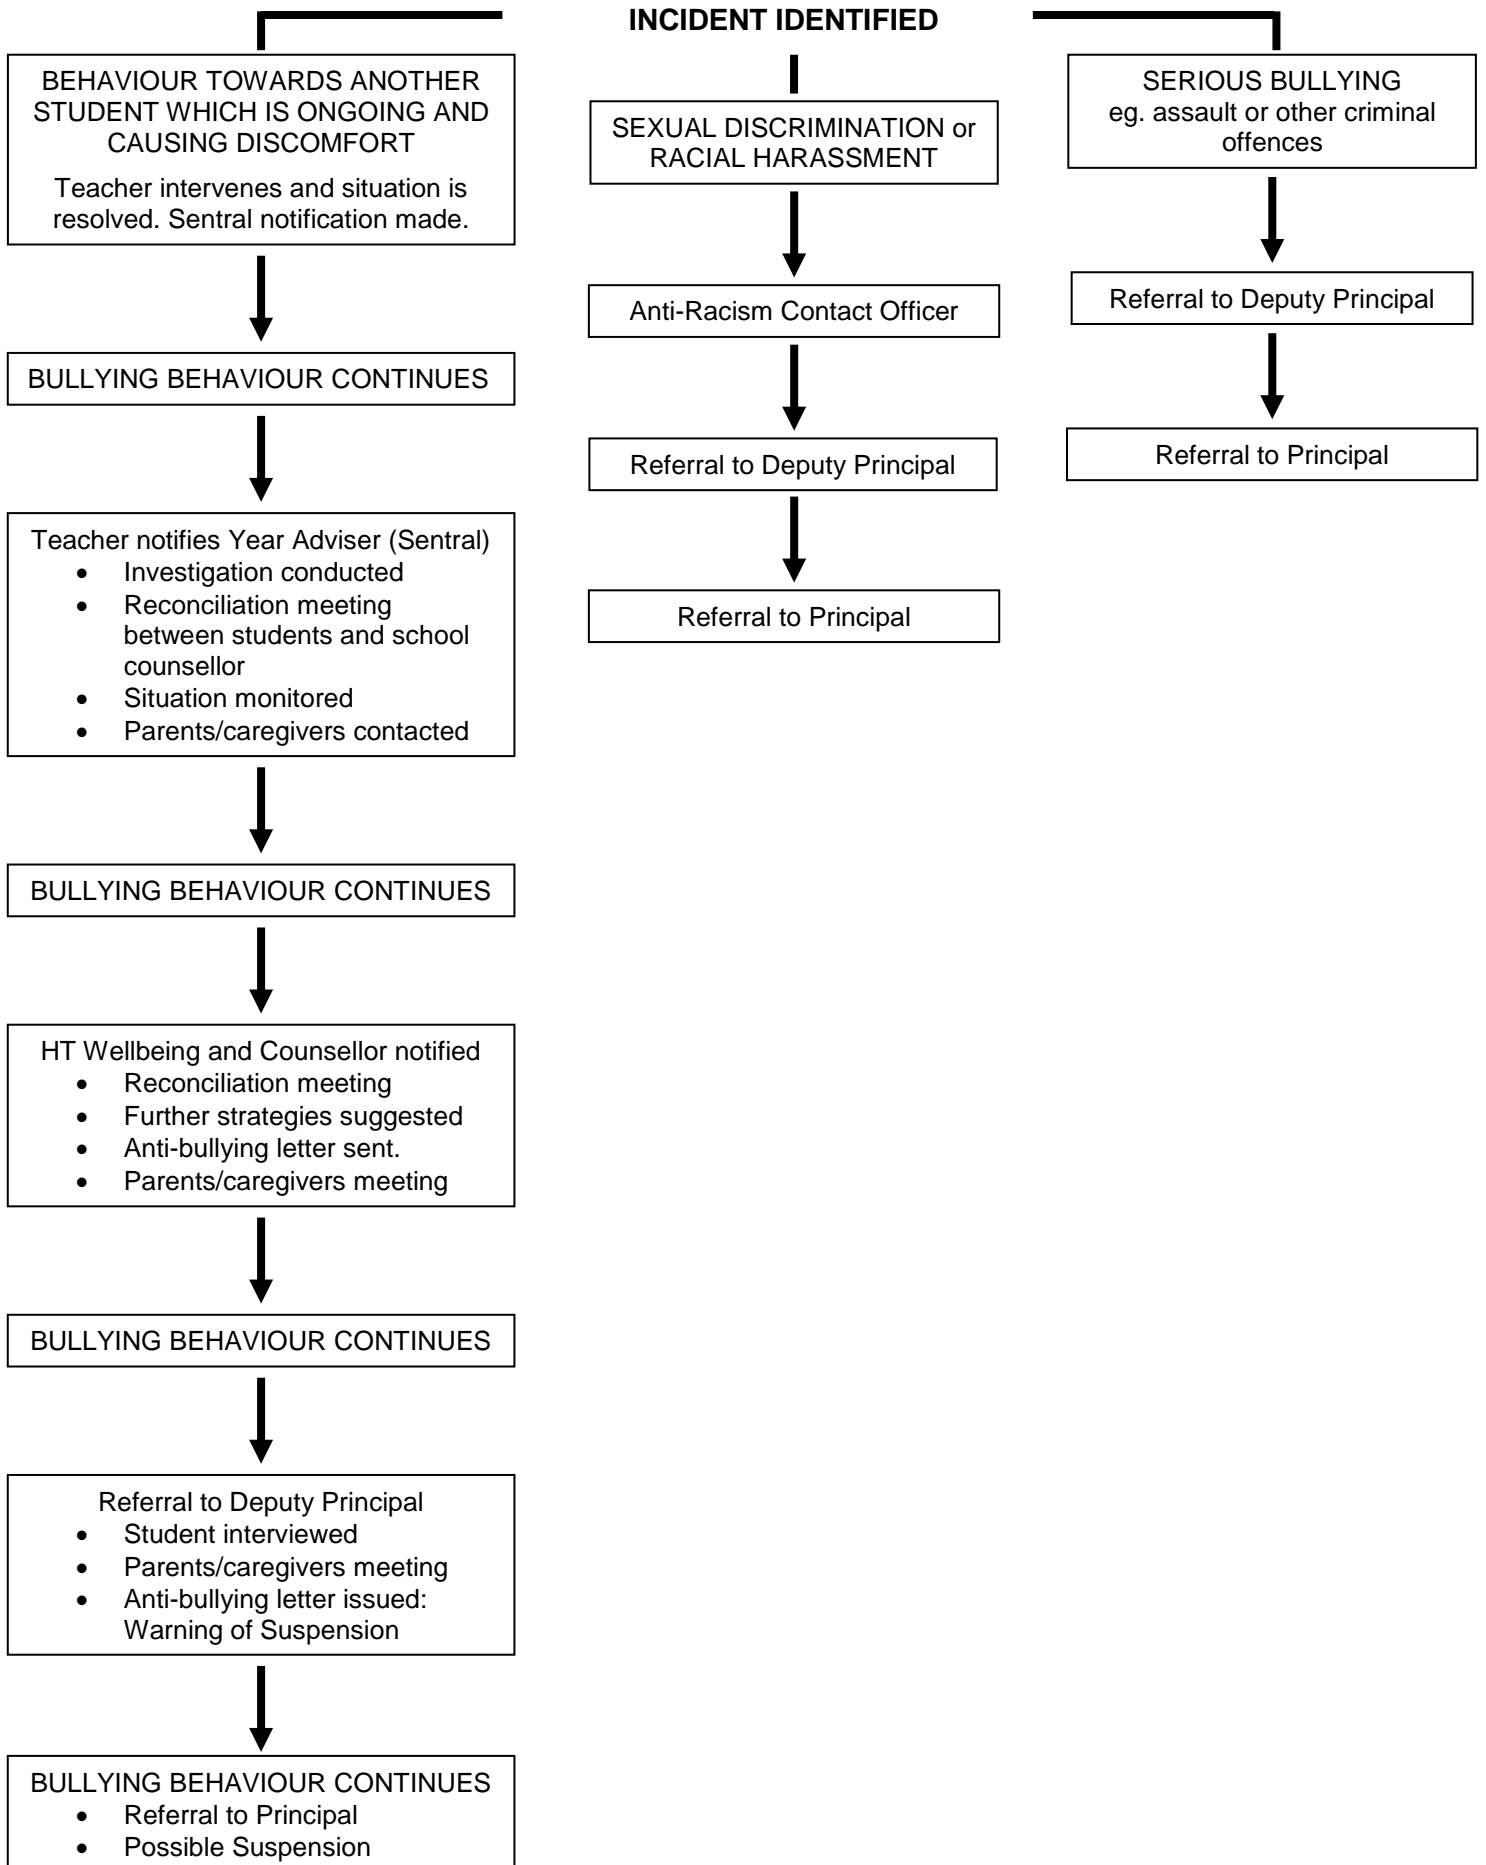 INCIDENT IDENTIFIED
BEHAVIOUR TOWARDS ANOTHER
STUDENT WHICH IS ONGOING AND
CAUSING DISCOMFORT
Teacher intervenes and situation is
resolved. Sentral notification made.
BULLYING BEHAVIOUR CONTINUES
Teacher notifies Year Adviser (Sentral)
• Investigation conducted
• Reconciliation meeting
between students and school
counsellor
• Situation monitored
• Parents/caregivers contacted
BULLYING BEHAVIOUR CONTINUES
HT Wellbeing and Counsellor notified
• Reconciliation meeting
• Further strategies suggested
• Anti-bullying letter sent.
• Parents/caregivers meeting
BULLYING BEHAVIOUR CONTINUES
Referral to Deputy Principal
• Student interviewed
• Parents/caregivers meeting
• Anti-bullying letter issued:
Warning of Suspension
BULLYING BEHAVIOUR CONTINUES
• Referral to Principal
• Possible Suspension
SEXUAL DISCRIMINATION or
RACIAL HARASSMENT
Anti-Racism Contact Officer
Referral to Deputy Principal
Referral to Principal
SERIOUS BULLYING
eg. assault or other criminal
offences
Referral to Deputy Principal
Referral to Principal